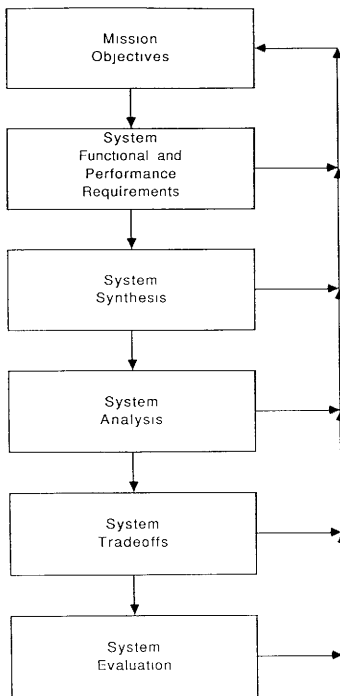 Mission
Objectives
System
Functional and
Performance
Requirements
System
Synthesis
System
Analysis
System
Tradeoffs
System
Evaluation